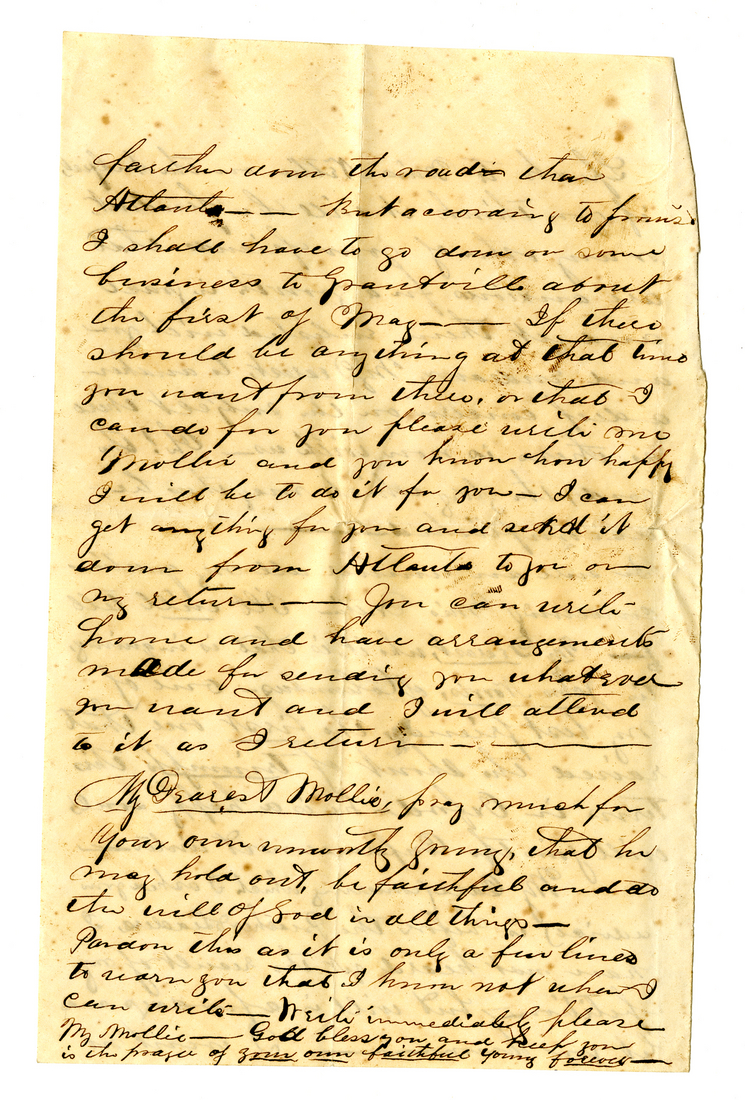 farther down the roads than
Atlanta — — But according to promise
I shall have to go down on some
business to Grantville about
the first of May — — If there
should be anything at that time
you want from there, or that I
can do for you please write me
Mollie and you know how happy
I will be to do it for you — I can
get anything for you and send it
down from Atlanta to you on
my return — — You can write
home and have arrangements
made for sending you whatever
you want and I will attend
to it as I return — — —
My Dearest Mollie, pray much for
Your own unworthy Young, that he
may hold out, be faithful and do
the will of God in all things —
Pardon this as it is only a few lines
to warn you that I know not when I
can write — Write immediately please
My Mollie — God bless you and keep you
is the prayer of your own faithful Young forever —